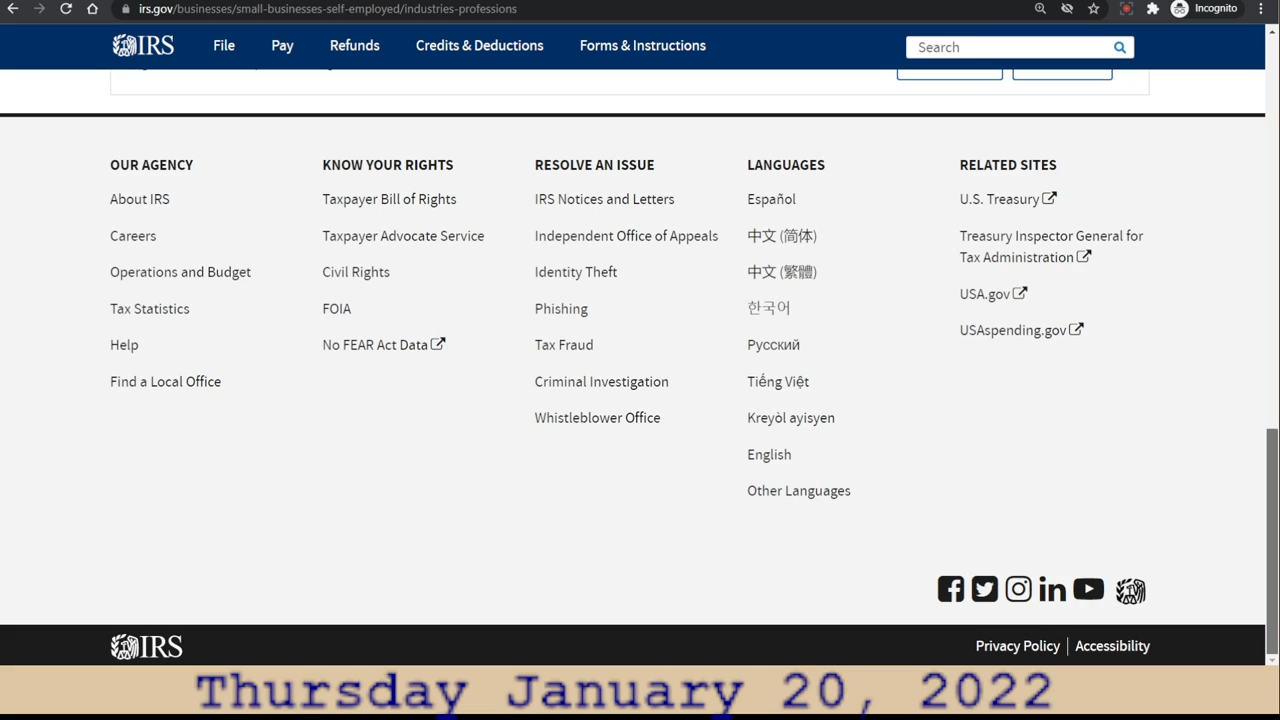 irs.gov/businesses/small-businesses-self-employed/industries-professions
Incognito
IRS
File
Pay
Refunds
Credits & Deductions
Forms & Instructions
Search
OUR AGENCY
About IRS
Careers
Operations and Budget
Tax Statistics
Help
Find a Local Office
KNOW YOUR RIGHTS
Taxpayer Bill of Rights
Taxpayer Advocate Service
Civil Rights
FOIA
No FEAR Act Data
RESOLVE AN ISSUE
IRS Notices and Letters
Independent Office of Appeals
Identity Theft
Phishing
Tax Fraud
Criminal Investigation
Whistleblower Office
LANGUAGES
Español
中文 (简体)
中文 (繁體)
한국어
Русский
Tiếng Việt
Kreyòl ayisyen
English
Other Languages
RELATED SITES
U.S. Treasury
Treasury Inspector General for
Tax Administration
USA.gov
USAspending.gov
IRS
Privacy Policy
Accessibility
Thursday January 20, 2022